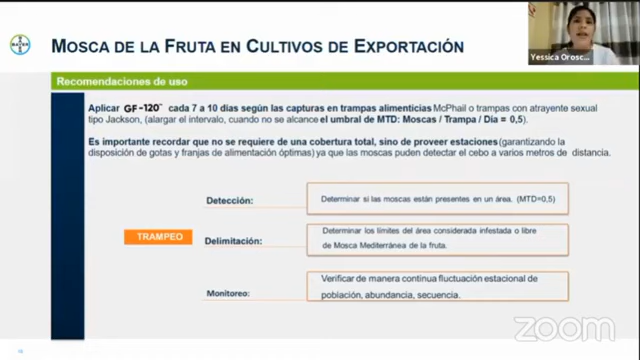 BAYER
MOSCA DE LA FRUTA EN CULTIVOS DE EXPORTACIÓN
Yessica Orosc...
Recomendaciones de uso
Aplicar GF-120™ cada 7 a 10 días según las capturas en trampas alimenticias McPhail o trampas con atrayente sexual
tipo Jackson, (alargar el intervalo, cuando no se alcance el umbral de MTD: Moscas / Trampa / Día = 0,5).
Es importante recordar que no se requiere de una cobertura total, sino de proveer estaciones (garantizando la
disposición de gotas y franjas de alimentación óptimas) ya que las moscas pueden detectar el cebo a varios metros de distancia.
Detección:
Determinar si las moscas están presentes en un área. (MTD=0,5)
TRAMPEO
Delimitación:
Determinar los límites del área considerada infestada o libre
de Mosca Mediterránea de la fruta.
Monitoreo:
Verificar de manera continua fluctuación estacional de
población, abundancia, secuencia.
zoom